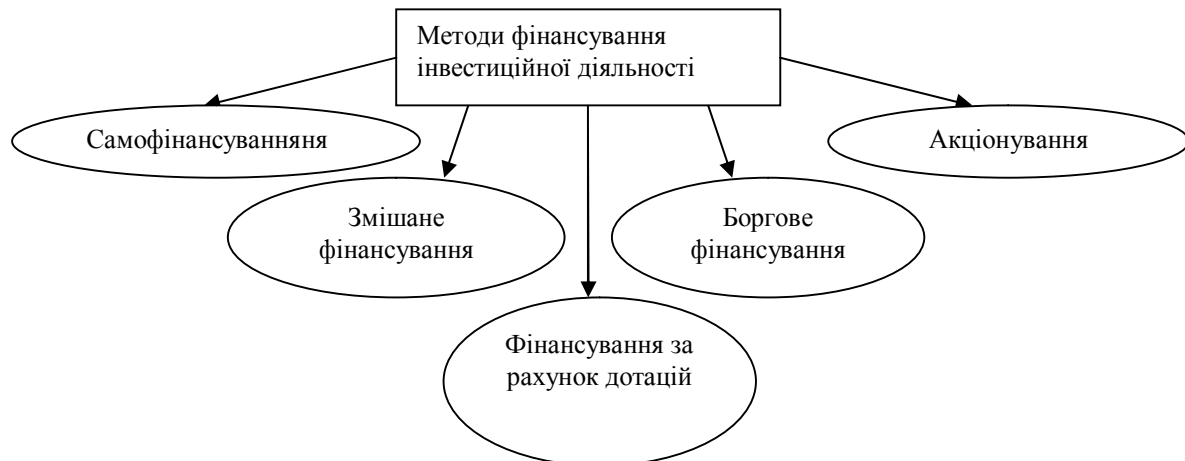 Методи фінансування
інвестиційної діяльності
Самофінансуванняня
Акціонування
Змішане
фінансування
Боргове
фінансування
Фінансування за
рахунок дотацій